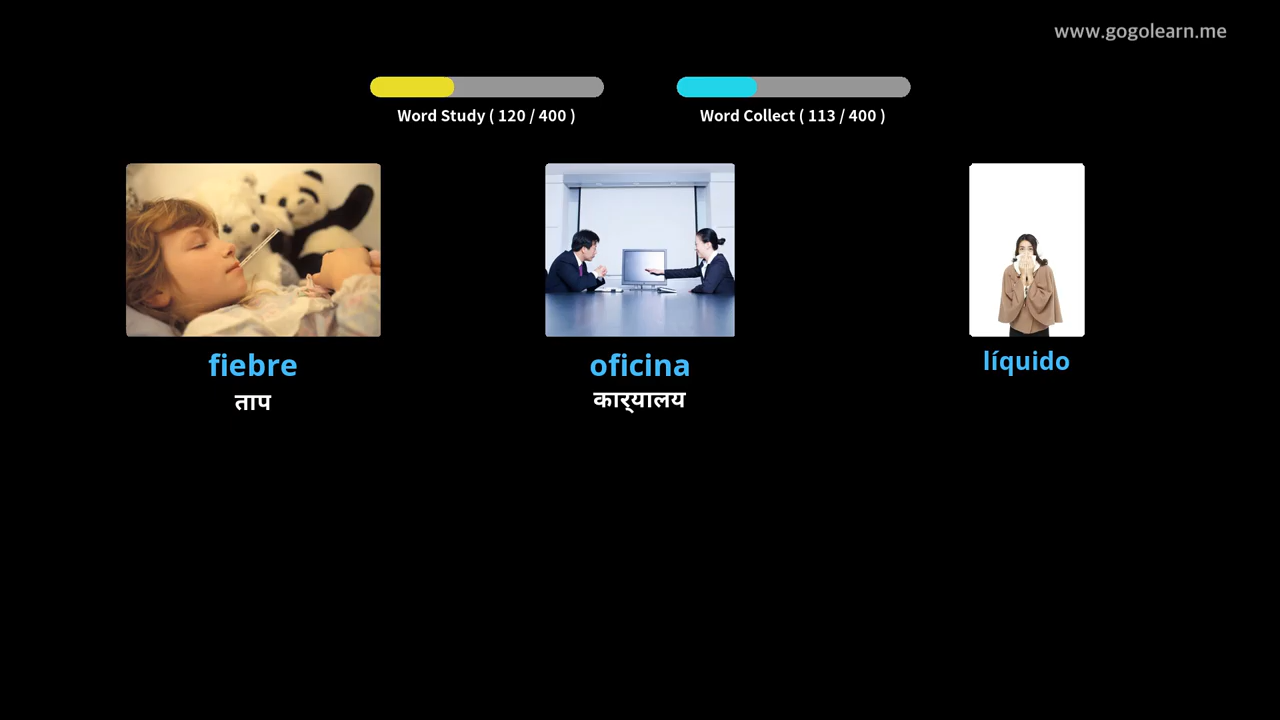 www.gogolearn.me
Word Study ( 120 / 400 )
Word Collect ( 113 / 400 )
fiebre
ताप
oficina
कार्‍यालय
líquido